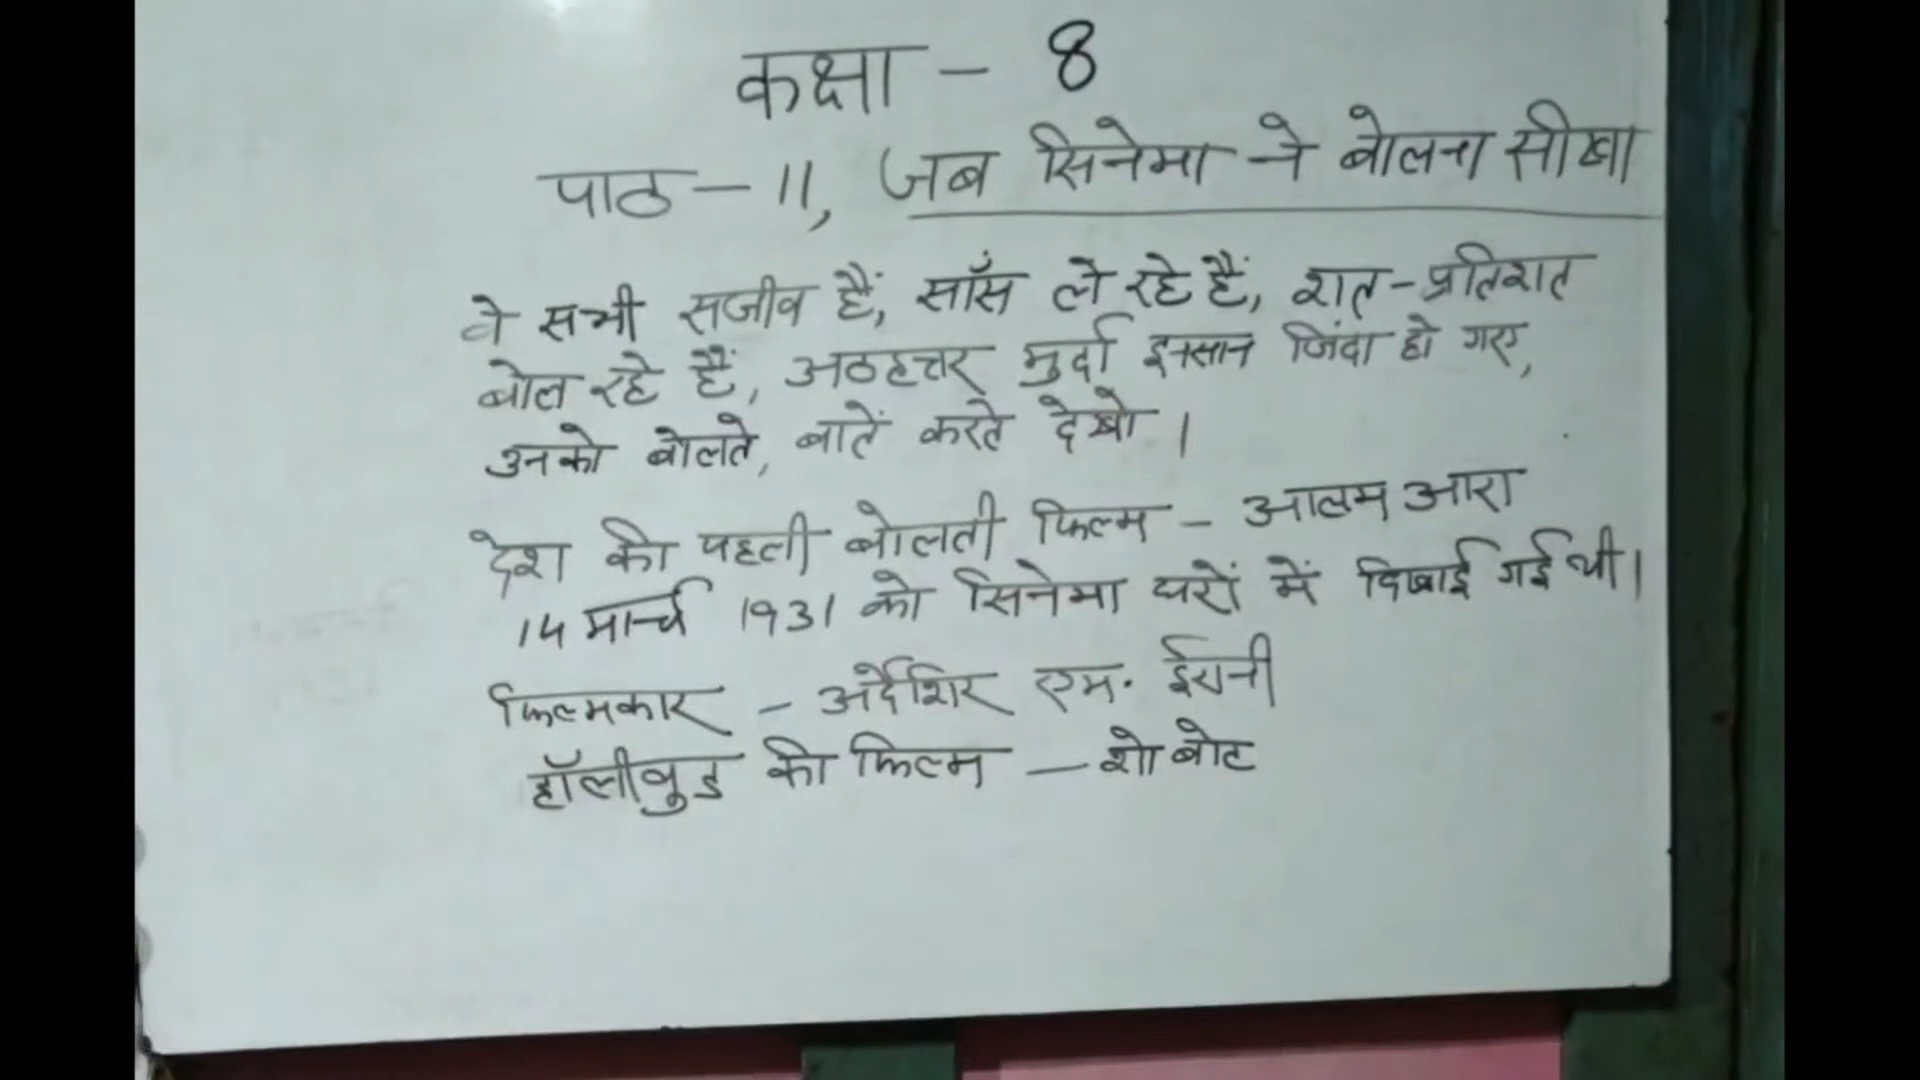 कक्षा - 8
पाठ - 11, जब सिनेमा ने बोलना सीखा
वे सभी सजीव हैं, साँस ले रहे हैं, शत-प्रतिशत
बोल रहे हैं, अठहत्तर मुर्दा इनसान जिंदा हो गए,
उनको बोलते, बातें करते देखो ।
देश की पहली बोलती फिल्म - आलम आरा
14 मार्च 1931 को सिनेमा घरों में दिखाई गई थी।
फिल्मकार - अर्देशिर एम. ईरानी
हॉलीवुड की फिल्म - शो बोट